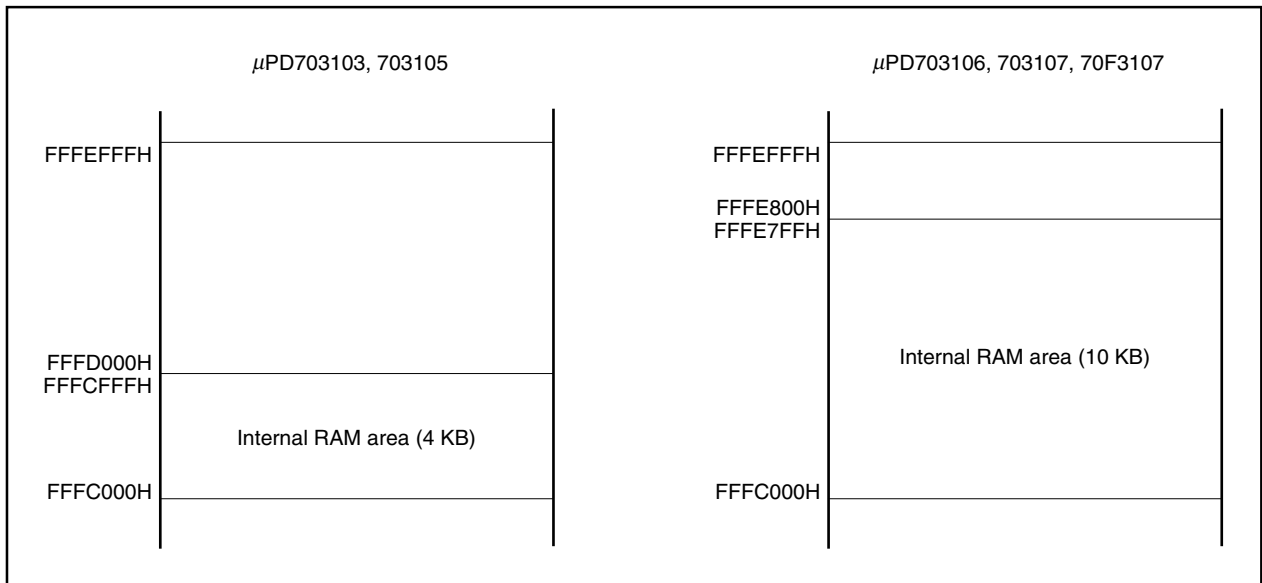 μPD703103, 703105
FFFEFFFH
FFFD000H
FFFCFFFH
Internal RAM area (4 KB)
FFFC000H
μPD703106, 703107, 70F3107
FFFEFFFH
FFFE800H
FFFE7FFH
Internal RAM area (10 KB)
FFFC000H